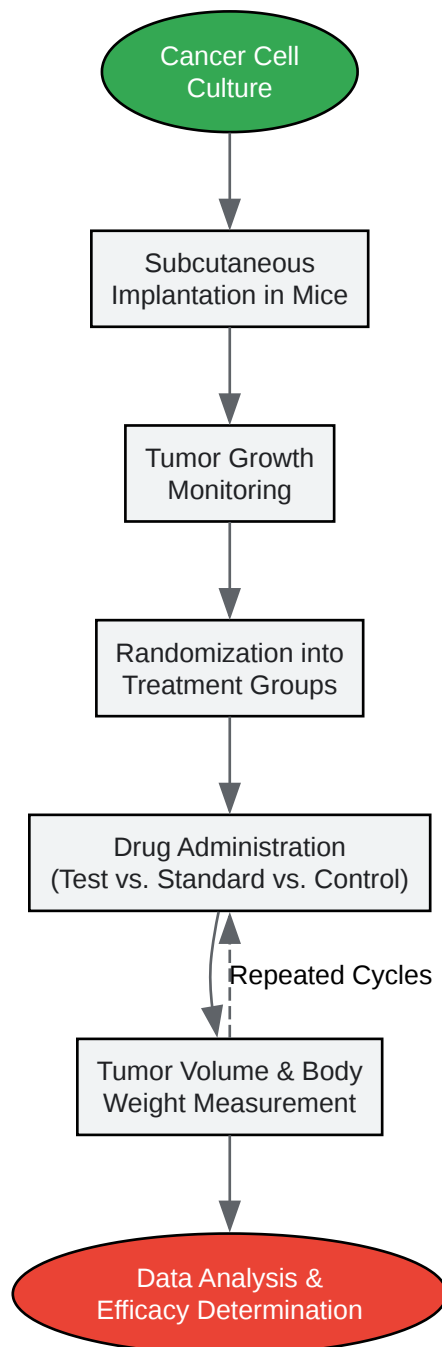 Cancer Cell
Culture
Subcutaneous
Implantation in Mice
Tumor Growth
Monitoring
Randomization into
Treatment Groups
Drug Administration
(Test vs. Standard vs. Control)
Repeated Cycles
Tumor Volume & Body
Weight Measurement
Data Analysis &
Efficacy Determination